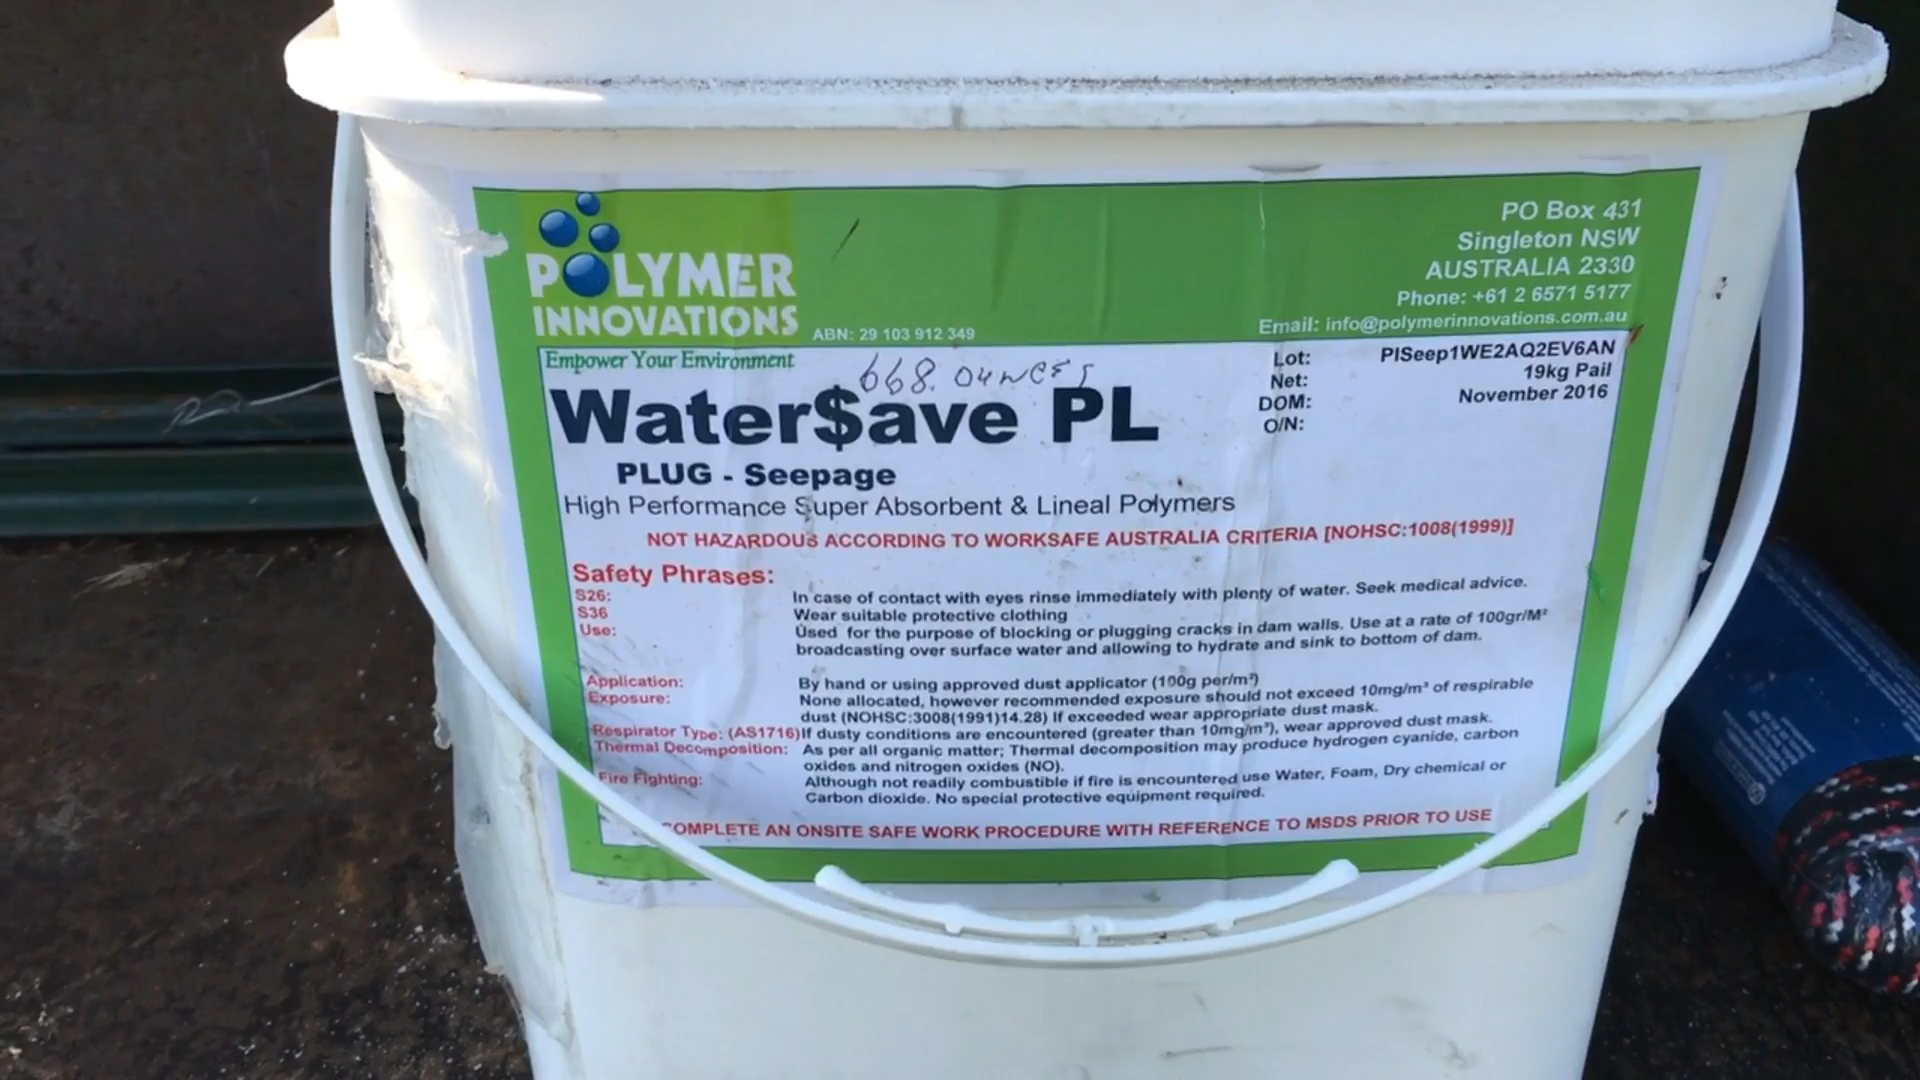 POLYMER
INNOVATIONS
ABN: 29 103 912 349
PO Box 431
Singleton NSW
AUSTRALIA 2330
Phone: +61 2 6571 5177
Email: info@polymerinnovations.com.au
Empower Your Environment
668. OUNCES
Lot: PISeep1WE2AQ2EV6AN
Net: 19kg Pail
DOM: November 2016
O/N:
Water$ave PL
PLUG - Seepage
High Performance Super Absorbent & Lineal Polymers
NOT HAZARDOUS ACCORDING TO WORKSAFE AUSTRALIA CRITERIA [NOHSC:1008(1999)]
Safety Phrases:
S26: In case of contact with eyes rinse immediately with plenty of water. Seek medical advice.
S36 Wear suitable protective clothing
Use: Used for the purpose of blocking or plugging cracks in dam walls. Use at a rate of 100gr/M²
broadcasting over surface water and allowing to hydrate and sink to bottom of dam.
Application: By hand or using approved dust applicator (100g per/m²)
Exposure: None allocated, however recommended exposure should not exceed 10mg/m³ of respirable
dust (NOHSC:3008(1991)14.28) If exceeded wear appropriate dust mask.
Respirator Type: (AS1716) If dusty conditions are encountered (greater than 10mg/m³), wear approved dust mask.
Thermal Decomposition: As per all organic matter; Thermal decomposition may produce hydrogen cyanide, carbon
oxides and nitrogen oxides (NO).
Fire Fighting: Although not readily combustible if fire is encountered use Water, Foam, Dry chemical or
Carbon dioxide. No special protective equipment required.
COMPLETE AN ONSITE SAFE WORK PROCEDURE WITH REFERENCE TO MSDS PRIOR TO USE